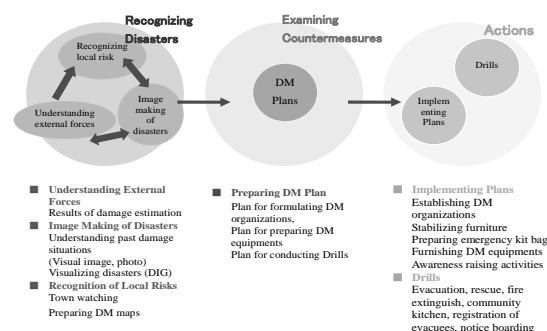 Recognizing
Disasters
Recognizing
local risk
Understanding
external forces
Image
making
of
disasters
Examining
Countermeasures
DM
Plans
Actions
Drills
Implem
enting
Plans
■ Understanding External
Forces
Results of damage estimation
■ Image Making of Disasters
Understanding past damage
situations
(Visual image, photo)
Visualizing disasters (DIG)
■ Recognition of Local Risks
Town watching
Preparing DM maps
■ Preparing DM Plan
Plan for formulating DM
organizations,
Plan for preparing DM
equipments
Plan for conducting Drills
■ Implementing Plans
Establishing DM
organizations
Stabilizing furniture
Preparing emergency kit bag
Furnishing DM equipments
Awareness raising activities
■ Drills
Evacuation, rescue, fire
extinguish, community
kitchen, registration of
evacuees, notice boarding